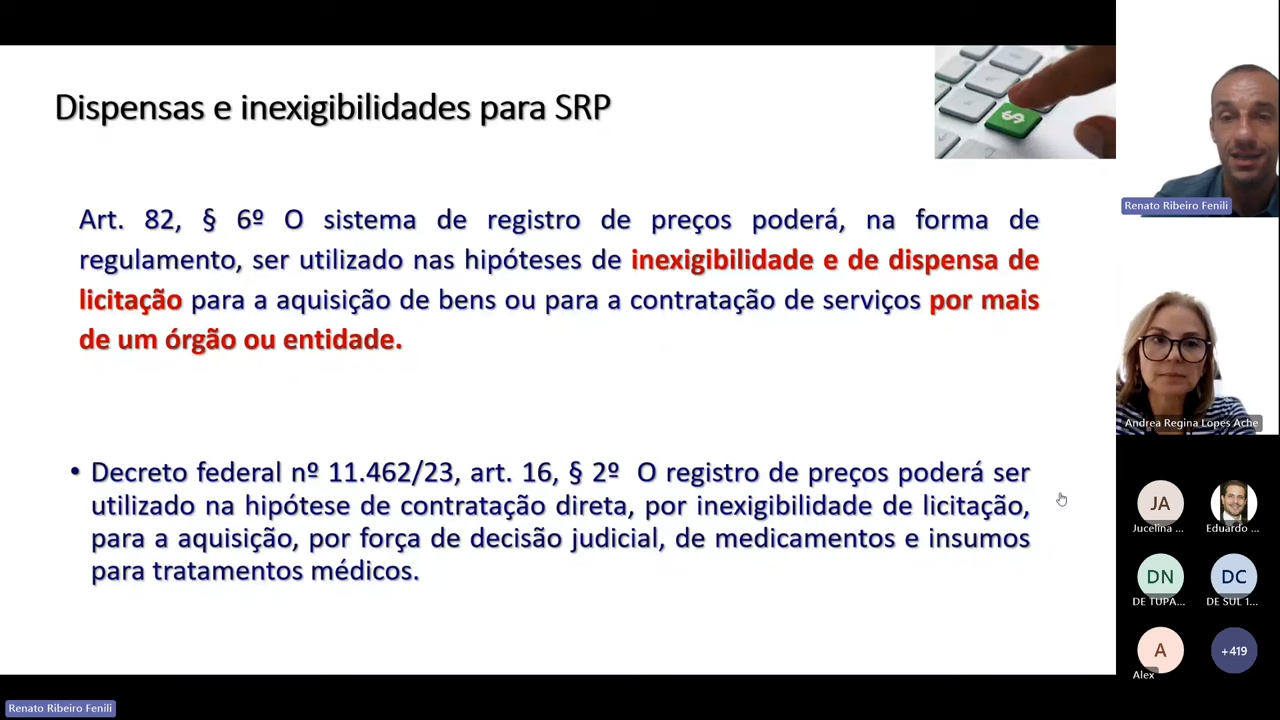 Dispensas e inexigibilidades para SRP
Art. 82, § 6º O sistema de registro de preços poderá, na forma de
regulamento, ser utilizado nas hipóteses de inexigibilidade e de dispensa de
licitação para a aquisição de bens ou para a contratação de serviços por mais
de um órgão ou entidade.
• Decreto federal nº 11.462/23, art. 16, § 2º O registro de preços poderá ser
utilizado na hipótese de contratação direta, por inexigibilidade de licitação,
para a aquisição, por força de decisão judicial, de medicamentos e insumos
para tratamentos médicos.
$
Renato Ribeiro Fenili
Andrea Regina Lopes Ache
JA
Jucelina ...
Eduardo ...
DN
DE TUPA...
DC
DE SUL 1...
A
Alex
+419
Renato Ribeiro Fenili